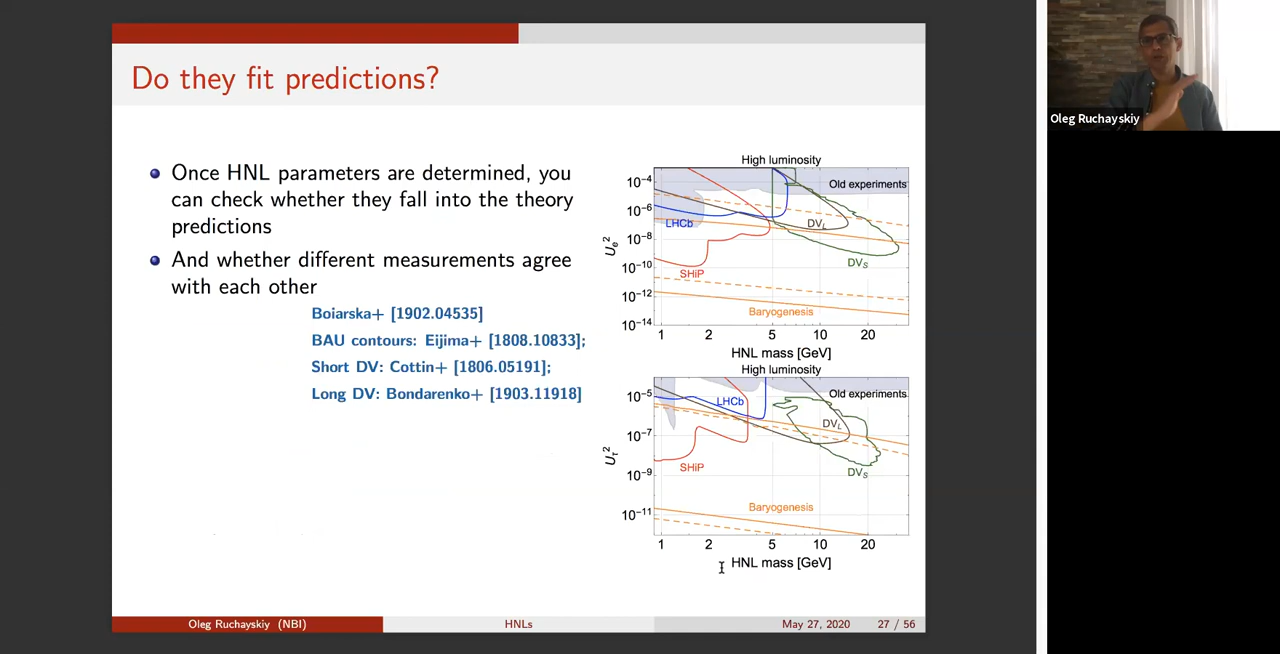 Do they fit predictions?
Once HNL parameters are determined, you
can check whether they fall into the theory
predictions
And whether different measurements agree
with each other
Boiarska+ [1902.04535]
BAU contours: Eijima+ [1808.10833];
Short DV: Cottin+ [1806.05191];
Long DV: Bondarenko+ [1903.11918]
High luminosity
10⁻⁴
10⁻⁶
10⁻⁸
10⁻¹⁰
10⁻¹²
10⁻¹⁴
Uₑ²
Old experiments
LHCb
DV_L
DV_S
SHiP
Baryogenesis
1 2 5 10 20
HNL mass [GeV]
High luminosity
10⁻⁵
10⁻⁷
10⁻⁹
10⁻¹¹
U_τ²
Old experiments
LHCb
DV_L
SHiP
DV_S
Baryogenesis
1 2 5 10 20
HNL mass [GeV]
Oleg Ruchayskiy (NBI) HNLs May 27, 2020 27 / 56
Oleg Ruchayskiy